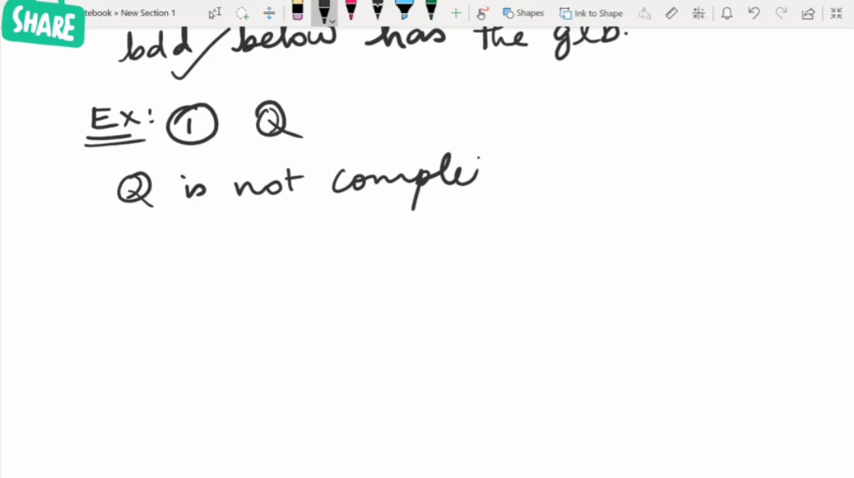 SHARE
tebook » New Section 1
Shapes
Ink to Shape
bdd/below has the glb.
Ex: ① Q
Q is not comple